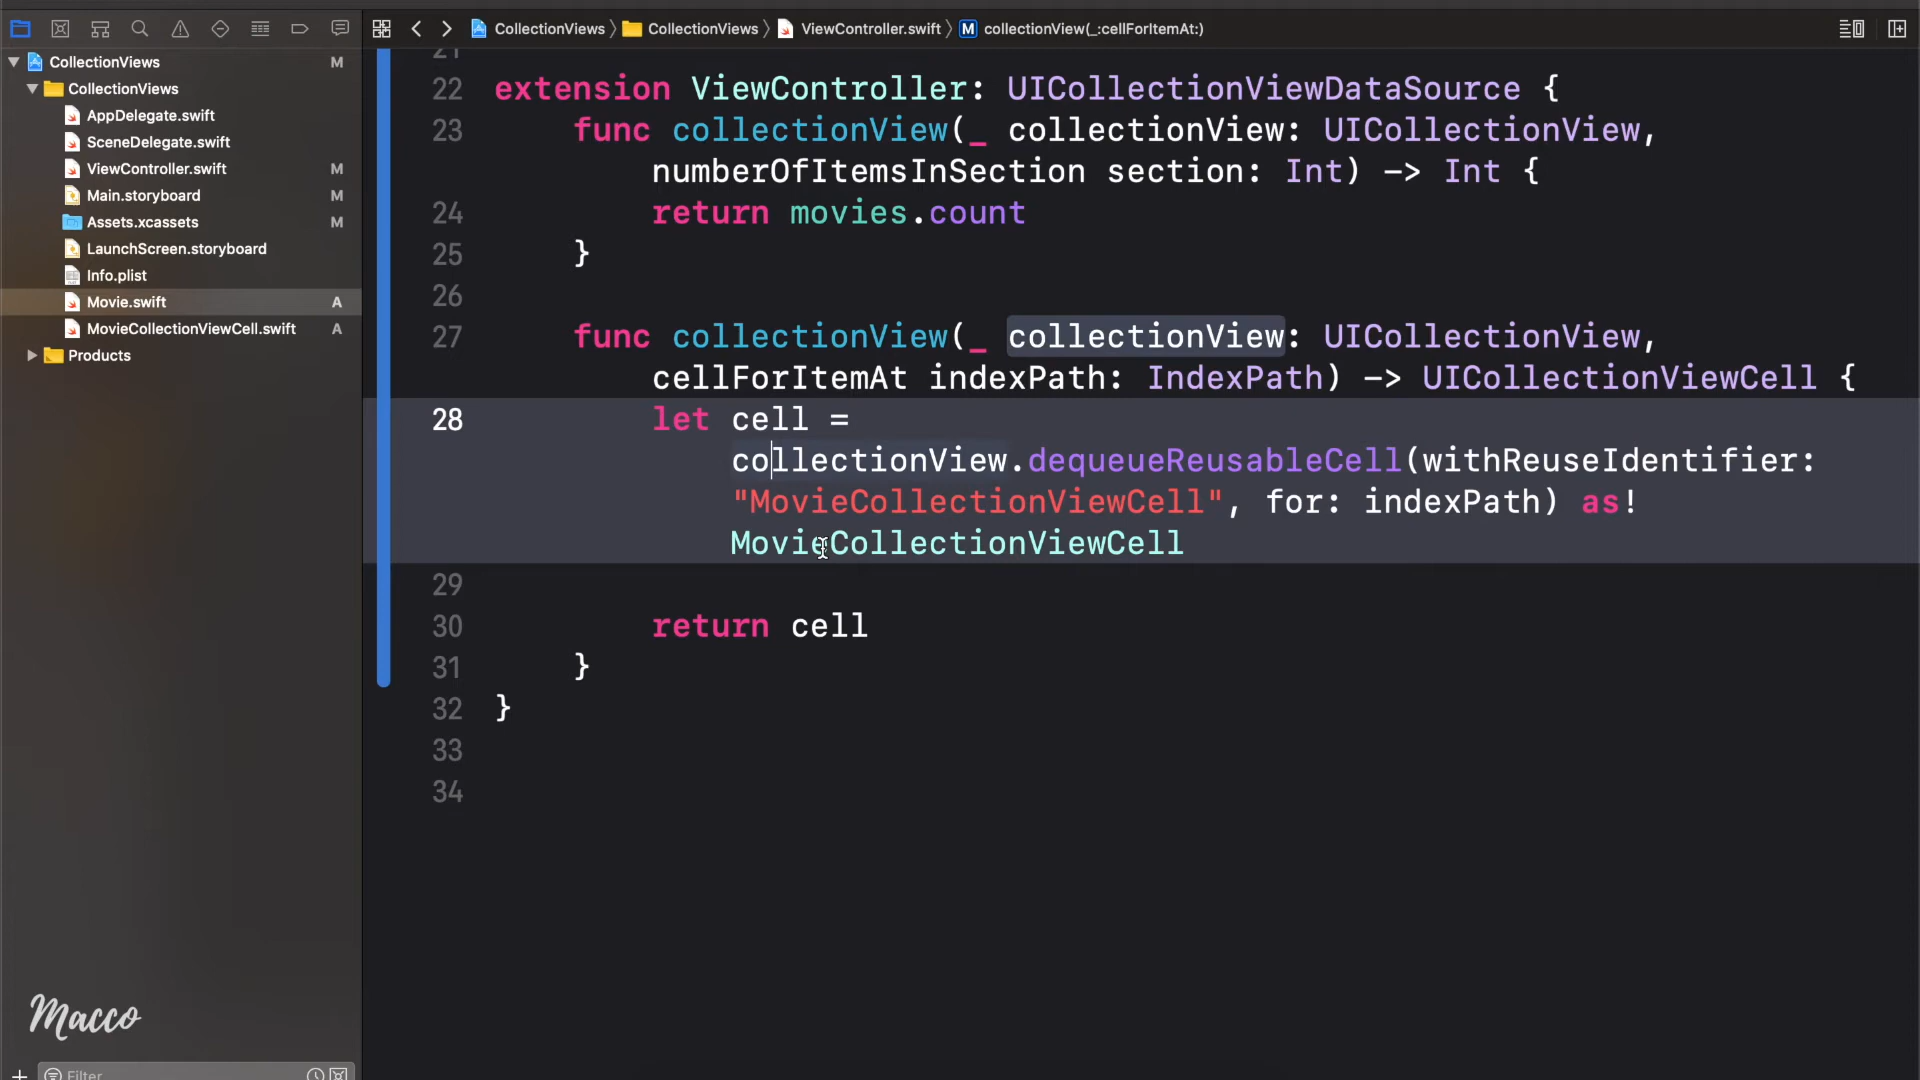 CollectionViews
CollectionViews
ViewController.swift
M
collectionView(_:cellForItemAt:)
CollectionViews M
CollectionViews
AppDelegate.swift
SceneDelegate.swift
ViewController.swift M
Main.storyboard M
Assets.xcassets M
LaunchScreen.storyboard
Info.plist
Movie.swift A
MovieCollectionViewCell.swift A
Products
Macco
Filter
21
22 extension ViewController: UICollectionViewDataSource {
23 func collectionView(_ collectionView: UICollectionView,
numberOfItemsInSection section: Int) -> Int {
24 return movies.count
25 }
26
27 func collectionView(_ collectionView: UICollectionView,
cellForItemAt indexPath: IndexPath) -> UICollectionViewCell {
28 let cell =
collectionView.dequeueReusableCell(withReuseIdentifier:
"MovieCollectionViewCell", for: indexPath) as!
MovieCollectionViewCell
29
30 return cell
31 }
32 }
33
34